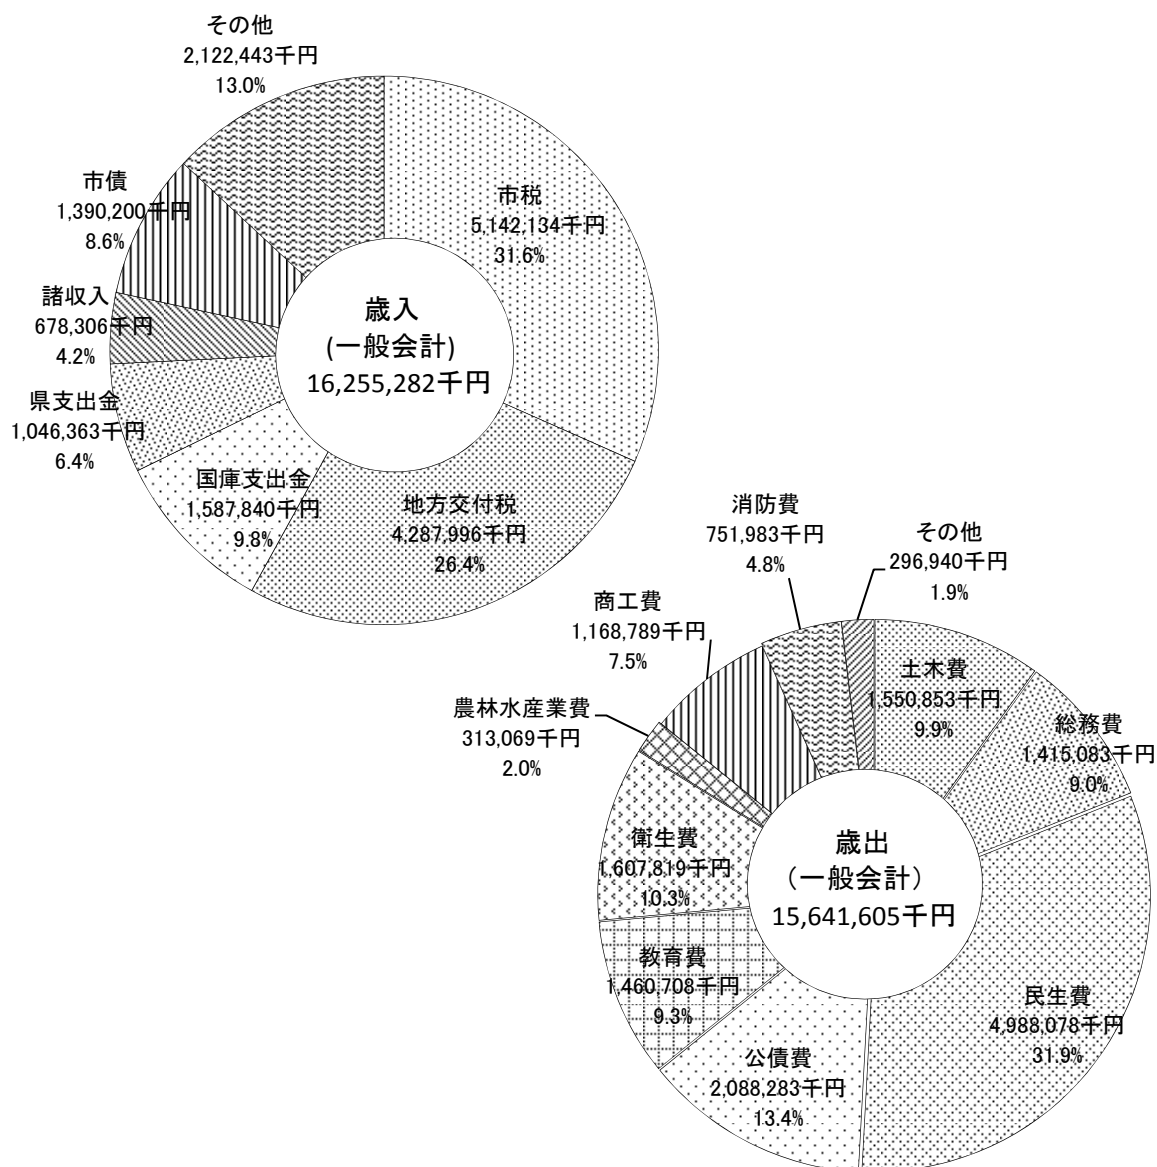 その他
2,122,443千円
13.0%
市税
5,142,134千円
31.6%
市債
1,390,200千円
8.6%
諸収入
678,306千円
4.2%
県支出金
1,046,363千円
6.4%
国庫支出金
1,587,840千円
9.8%
地方交付税
4,287,996千円
26.4%
歳入
(一般会計)
16,255,282千円
消防費
751,983千円
4.8%
その他
296,940千円
1.9%
商工費
1,168,789千円
7.5%
農林水産業費
313,069千円
2.0%
土木費
1,550,853千円
9.9%
総務費
1,415,083千円
9.0%
衛生費
1,607,819千円
10.3%
歳出
（一般会計）
15,641,605千円
教育費
1,460,708千円
9.3%
民生費
4,988,078千円
31.9%
公債費
2,088,283千円
13.4%